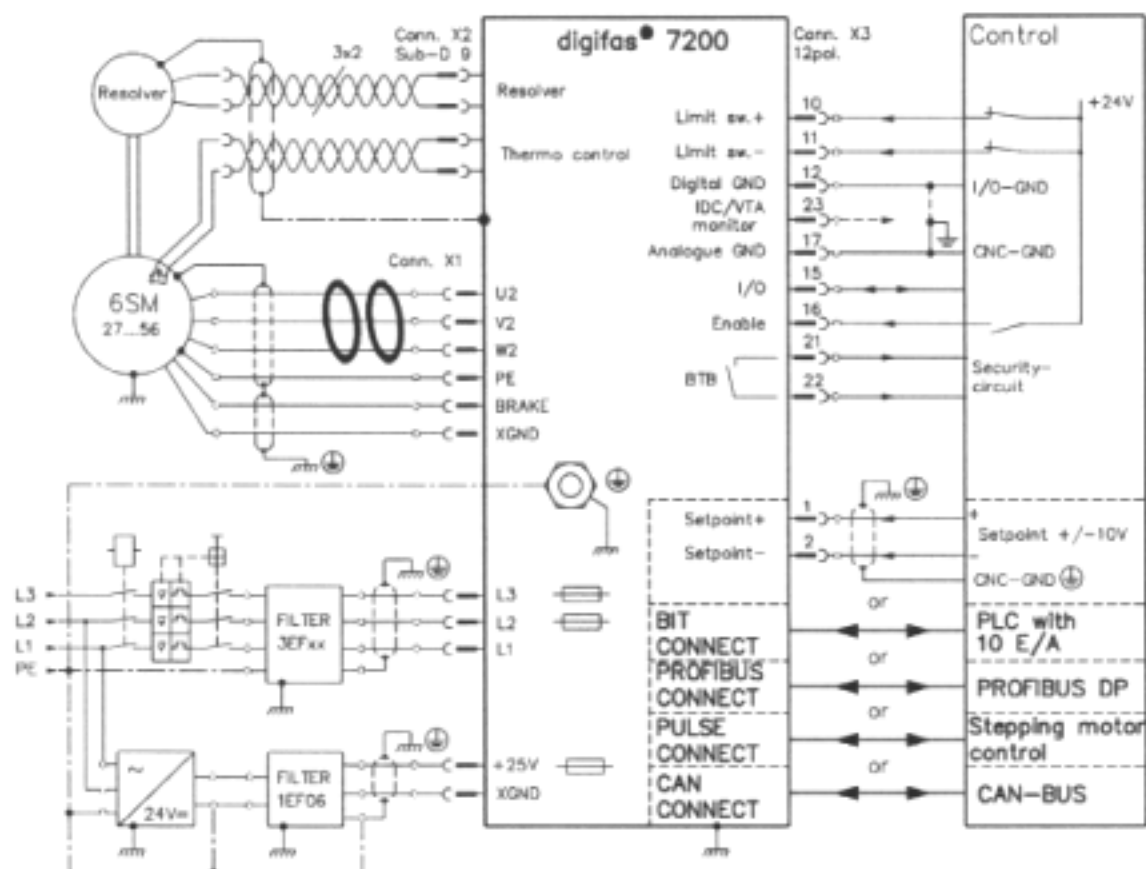 Conn. X2
Sub-D 9
digifas® 7200
Conn. X3
12pol.
Control
3x2
Resolver
Resolver
Thermo control
Limit sw.+
10
+24V
Limit sw.-
11
Digital GND
12
I/O-GND
IDC/VTA
monitor
23
Analogue GND
17
CNC-GND
I/O
15
Enable
16
21
BTB
22
Security-
circuit
Conn. X1
6SM
27...56
U2
V2
W2
PE
BRAKE
XGND
Setpoint+
1
+
Setpoint-
2
-
Setpoint +/-10V
CNC-GND
or
L3
L2
L1
PE
FILTER
3EFxx
L3
L2
L1
BIT
CONNECT
PLC with
10 E/A
or
PROFIBUS
CONNECT
PROFIBUS DP
or
PULSE
CONNECT
Stepping motor
control
or
CAN
CONNECT
CAN-BUS
~
24V=
FILTER
1EF06
+25V
XGND